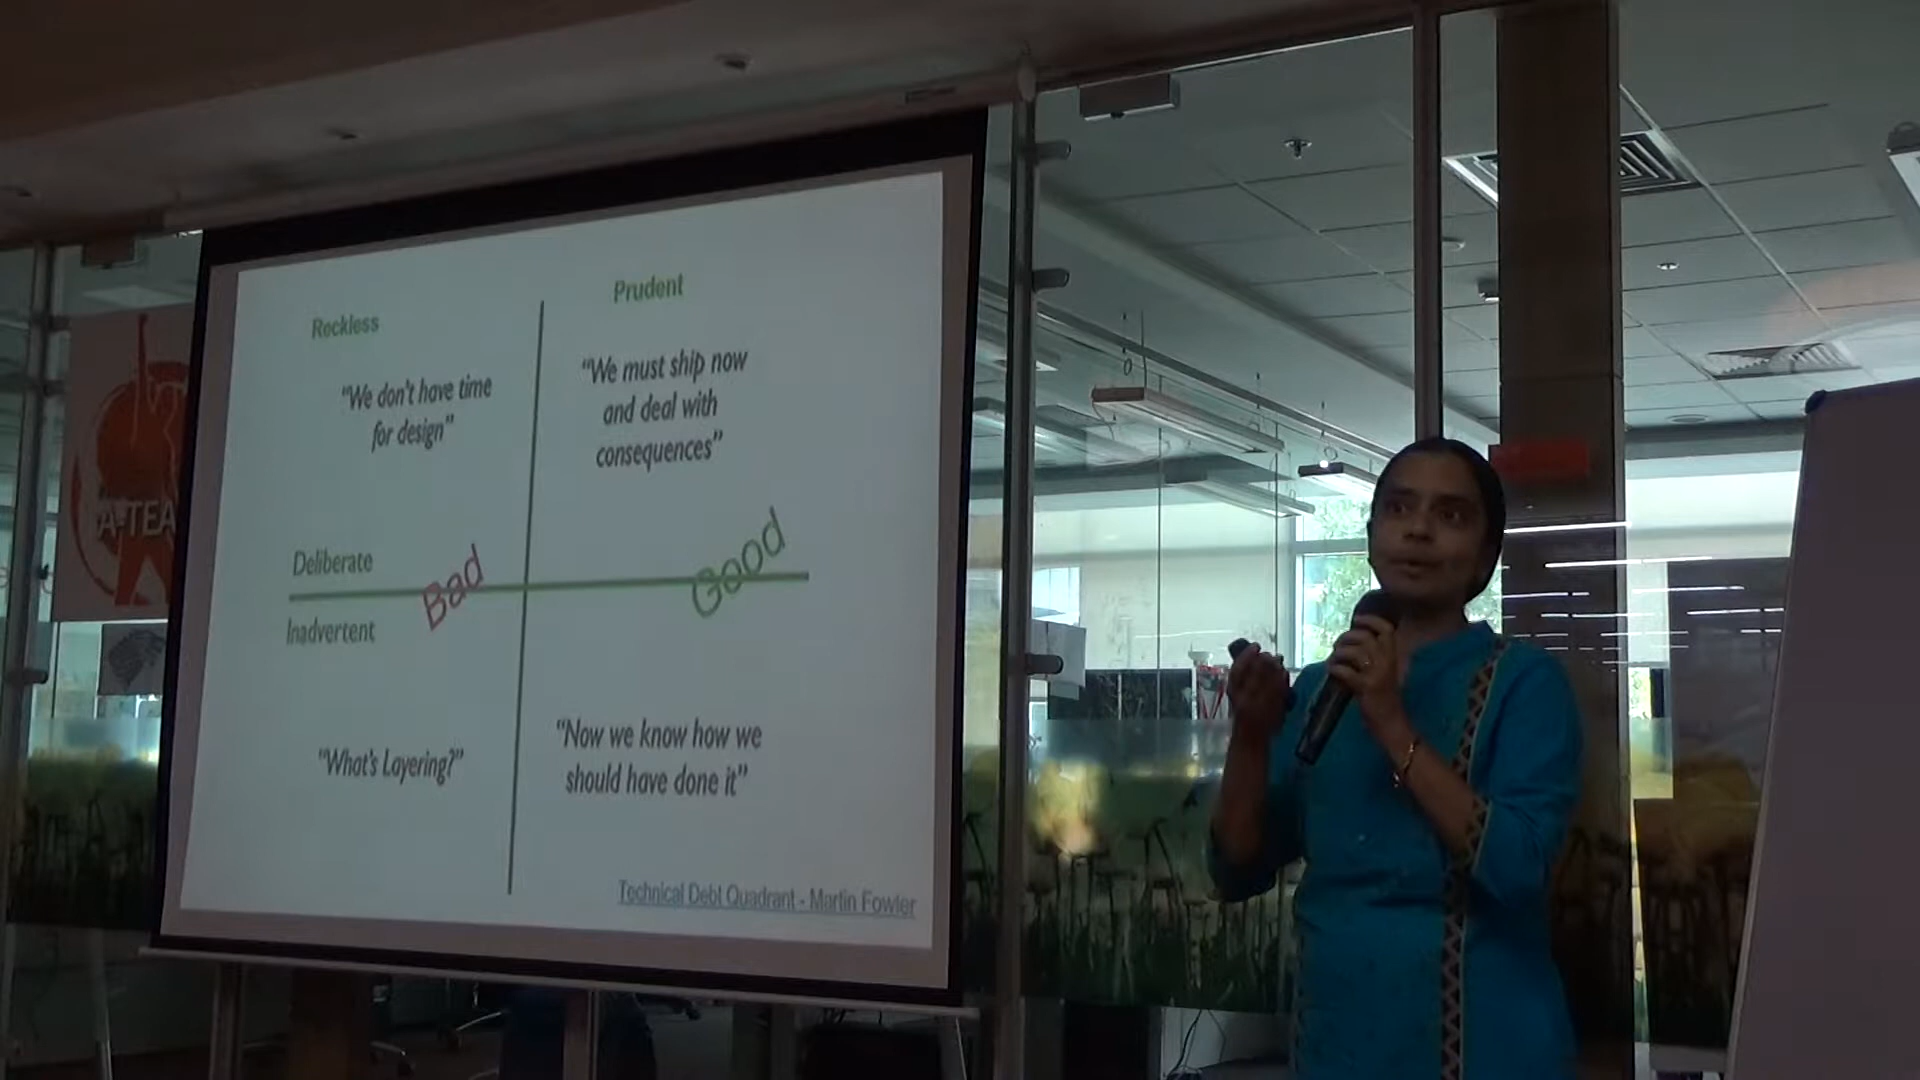 Prudent
Reckless
"We don't have time
for design"
"We must ship now
and deal with
consequences"
Deliberate
Bad
Good
Inadvertent
"What's Layering?"
"Now we know how we
should have done it"
Technical Debt Quadrant - Martin Fowler
A-TEA